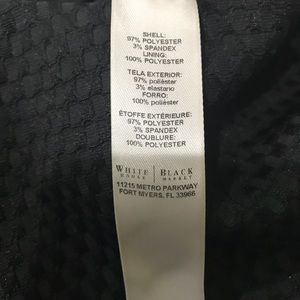 SHELL:
97% POLYESTER
3% SPANDEX
LINING:
100% POLYESTER
TELA EXTERIOR:
97% poliéster
3% elastano
FORRO:
100% poliéster
ÉTOFFE EXTÉRIEURE:
97% POLYESTER
3% SPANDEX
DOUBLURE:
100% POLYESTER
WHITE HOUSE | BLACK MARKET
11215 METRO PARKWAY
FORT MYERS, FL 33966